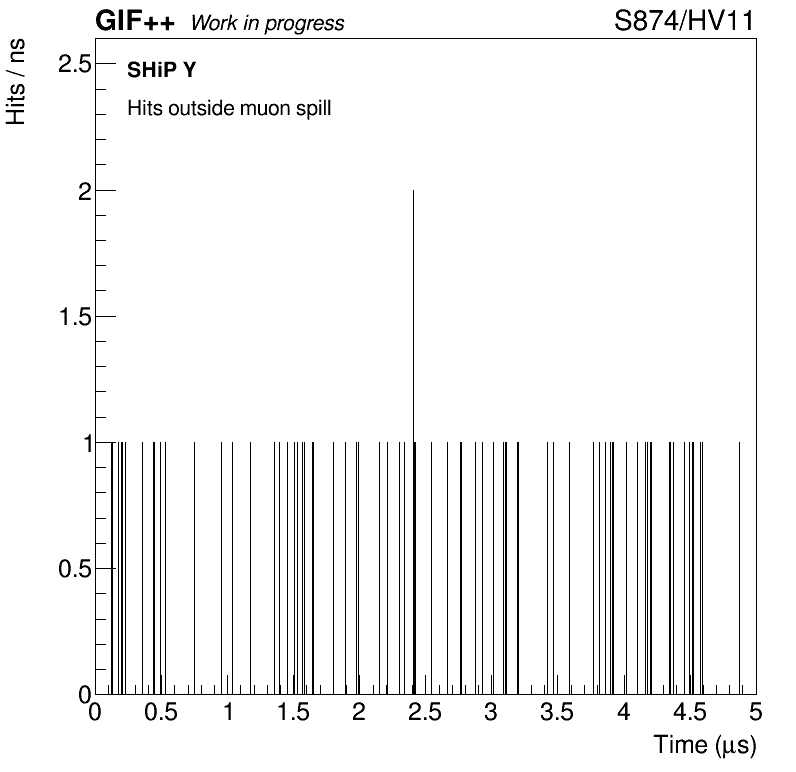 GIF++ Work in progress S874/HV11
Hits / ns
SHiP Y
Hits outside muon spill
2.5
2
1.5
1
0.5
0
0 0.5 1 1.5 2 2.5 3 3.5 4 4.5 5
Time (μs)